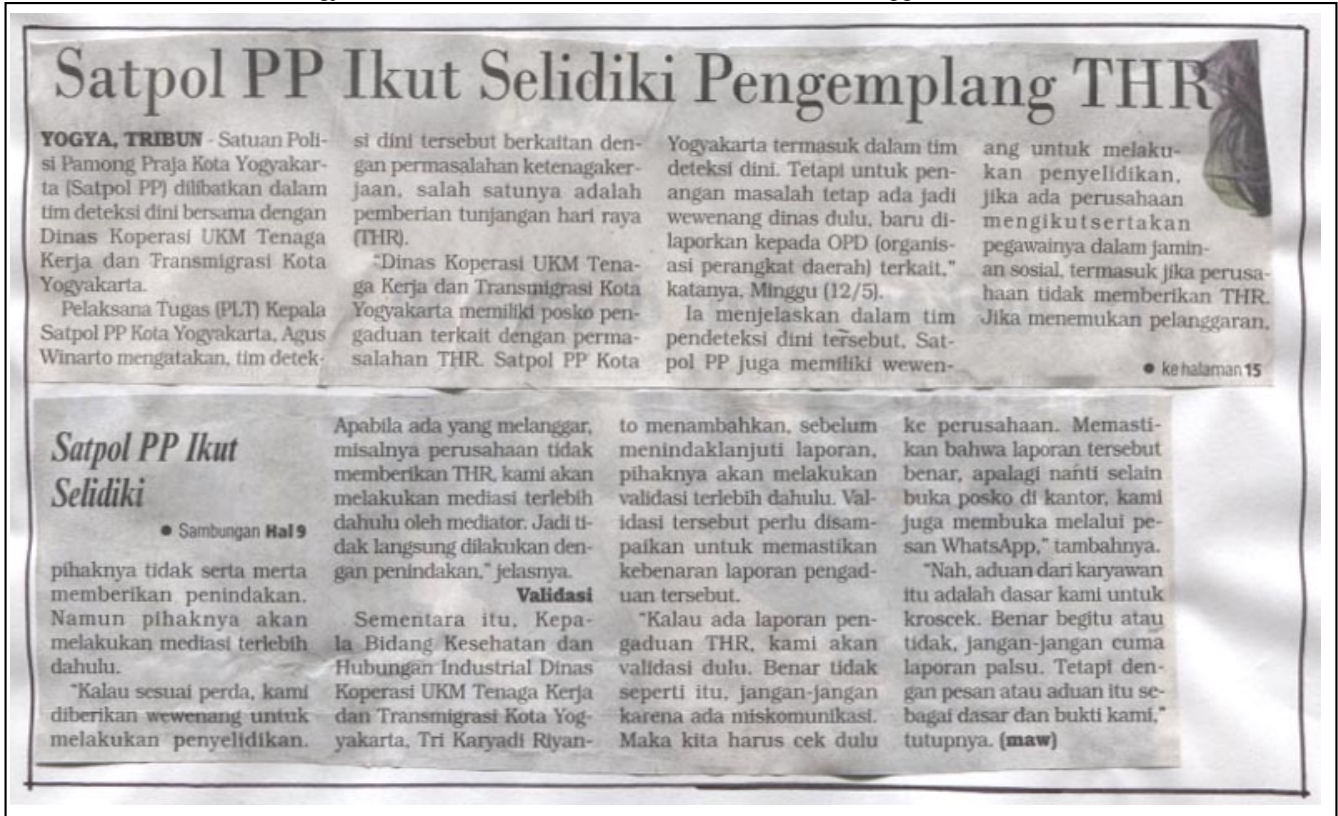 Satpol PP Ikut Selidiki Pengemplang THR
YOGYA, TRIBUN - Satuan Poli-
si Pamong Praja Kota Yogyakar-
ta (Satpol PP) dilibatkan dalam
tim deteksi dini bersama dengan
Dinas Koperasi UKM Tenaga
Kerja dan Transmigrasi Kota
Yogyakarta.
Pelaksana Tugas (PLT) Kepala
Satpol PP Kota Yogyakarta, Agus
Winarto mengatakan, tim detek-
si dini tersebut berkaitan den-
gan permasalahan ketenagaker-
jaan, salah satunya adalah
pemberian tunjangan hari raya
(THR).
"Dinas Koperasi UKM Tena-
ga Kerja dan Transmigrasi Kota
Yogyakarta memiliki posko pen-
gaduan terkait dengan perma-
salahan THR. Satpol PP Kota
Yogyakarta termasuk dalam tim
deteksi dini. Tetapi untuk pen-
angan masalah tetap ada jadi
wewenang dinas dulu, baru di-
laporkan kepada OPD (organis-
asi perangkat daerah) terkait,"
katanya, Minggu (12/5).
Ia menjelaskan dalam tim
pendeteksi dini tersebut, Sat-
pol PP juga memiliki wewen-
ang untuk melaku-
kan penyelidikan,
jika ada perusahaan
mengikutsertakan
pegawainya dalam jamin-
an sosial, termasuk jika perusa-
haan tidak memberikan THR.
Jika menemukan pelanggaran,
● ke halaman 15
Satpol PP Ikut
Selidiki
● Sambungan Hal 9
pihaknya tidak serta merta
memberikan penindakan.
Namun pihaknya akan
melakukan mediasi terlebih
dahulu.
"Kalau sesuai perda, kami
diberikan wewenang untuk
melakukan penyelidikan.
Apabila ada yang melanggar,
misalnya perusahaan tidak
memberikan THR, kami akan
melakukan mediasi terlebih
dahulu oleh mediator. Jadi ti-
dak langsung dilakukan den-
gan penindakan," jelasnya.
Validasi
Sementara itu, Kepa-
la Bidang Kesehatan dan
Hubungan Industrial Dinas
Koperasi UKM Tenaga Kerja
dan Transmigrasi Kota Yog-
yakarta, Tri Karyadi Riyan-
to menambahkan, sebelum
menindaklanjuti laporan,
pihaknya akan melakukan
validasi terlebih dahulu. Val-
idasi tersebut perlu disam-
paikan untuk memastikan
kebenaran laporan pengad-
uan tersebut.
"Kalau ada laporan pen-
gaduan THR, kami akan
validasi dulu. Benar tidak
seperti itu, jangan-jangan
karena ada miskomunikasi.
Maka kita harus cek dulu
ke perusahaan. Memasti-
kan bahwa laporan tersebut
benar, apalagi nanti selain
buka posko di kantor, kami
juga membuka melalui pe-
san WhatsApp," tambahnya.
"Nah, aduan dari karyawan
itu adalah dasar kami untuk
kroscek. Benar begitu atau
tidak, jangan-jangan cuma
laporan palsu. Tetapi den-
gan pesan atau aduan itu se-
bagai dasar dan bukti kami,"
tutupnya. (maw)